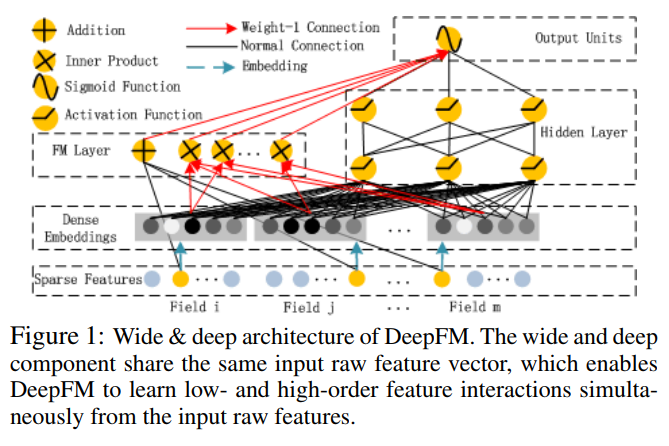 Addition
Inner Product
Sigmoid Function
Activation Function
Weight-1 Connection
Normal Connection
Embedding
Output Units
Hidden Layer
FM Layer
. . .
Dense
Embeddings
...
Sparse Features
...
...
...
...
Field i
Field j
...
Field m
Figure 1: Wide & deep architecture of DeepFM. The wide and deep
component share the same input raw feature vector, which enables
DeepFM to learn low- and high-order feature interactions simulta-
neously from the input raw features.